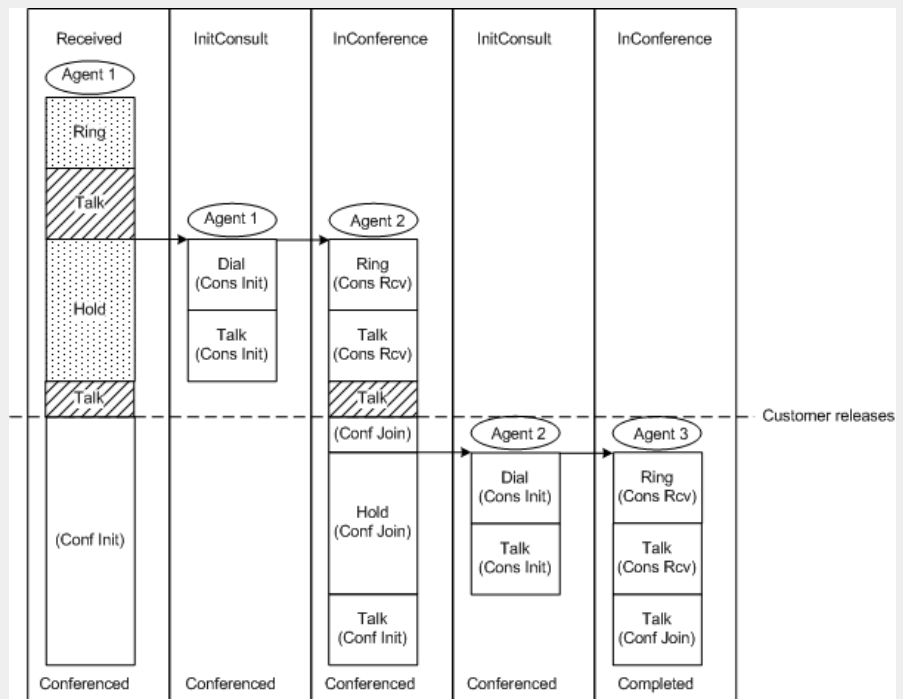 Received
InitConsult
InConference
InitConsult
InConference
Agent 1
Ring
Talk
Agent 1
Agent 2
Dial
(Cons Init)
Ring
(Cons Rcv)
Hold
Talk
(Cons Init)
Talk
(Cons Rcv)
Talk
Talk
Customer releases
(Conf Join)
Agent 2
Agent 3
Dial
(Cons Init)
Ring
(Cons Rcv)
Hold
(Conf Join)
(Conf Init)
Talk
(Cons Init)
Talk
(Cons Rcv)
Talk
(Conf Init)
Talk
(Conf Join)
Conferenced
Conferenced
Conferenced
Conferenced
Completed